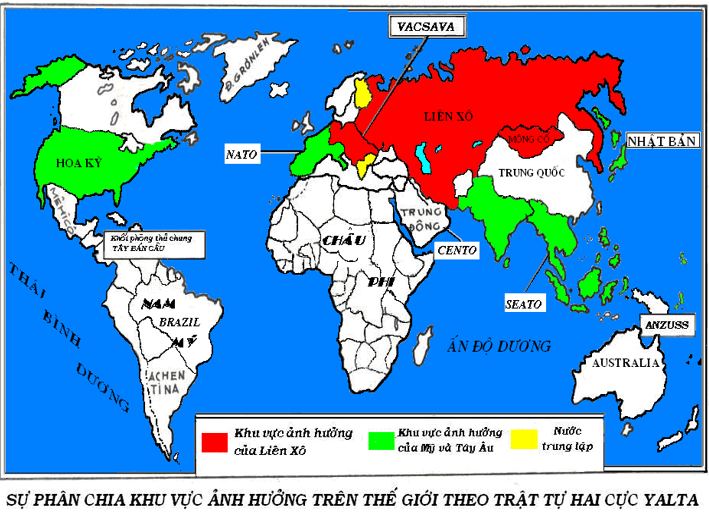 VACSAVA
Đ. GRƠNLEH
LIÊN XÔ
HOA KỲ
NATO
MÔNG CỔ
NHẬT BẢN
TRUNG QUỐC
MÊHICÔ
TRUNG
ĐÔNG
Khối phòng thủ chung
TÂY BÁN CẦU
CHÂU
PHI
CENTO
THÁI
BÌNH
DƯƠNG
NAM
MỸ
BRAZIL
SEATO
ANZUSS
ẤN ĐỘ DƯƠNG
AUSTRALIA
ACHEN
TINA
Khu vực ảnh hưởng
của Liên Xô
Khu vực ảnh hưởng
của Mỹ và Tây Âu
Nước
trung lập
SỰ PHÂN CHIA KHU VỰC ẢNH HƯỞNG TRÊN THẾ GIỚI THEO TRẬT TỰ HAI CỰC YALTA